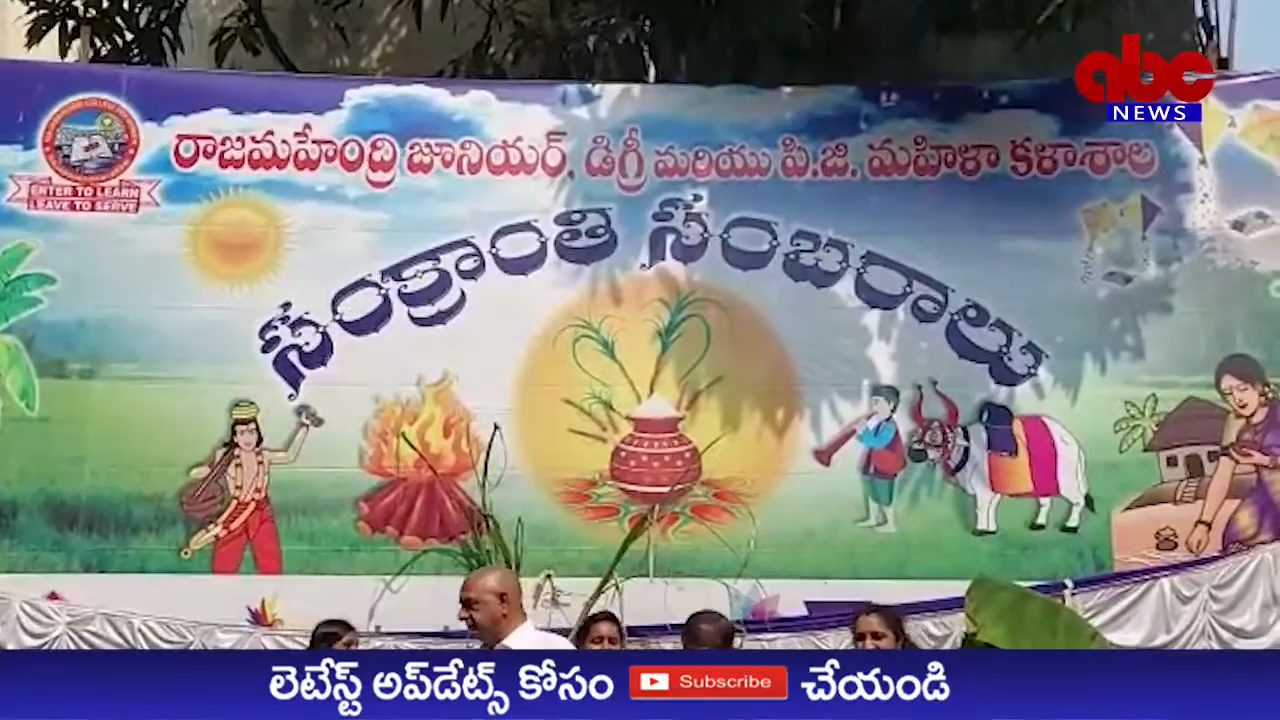 abc
NEWS
రాజమహేంద్రి జూనియర్, డిగ్రీ మరియు పి.జి. మహిళా కళాశాల
ENTER TO LEARN
LEAVE TO SERVE
సంక్రాంతి సంబరాలు
లెటేస్ట్ అప్‌డేట్స్ కోసం Subscribe చేయండి